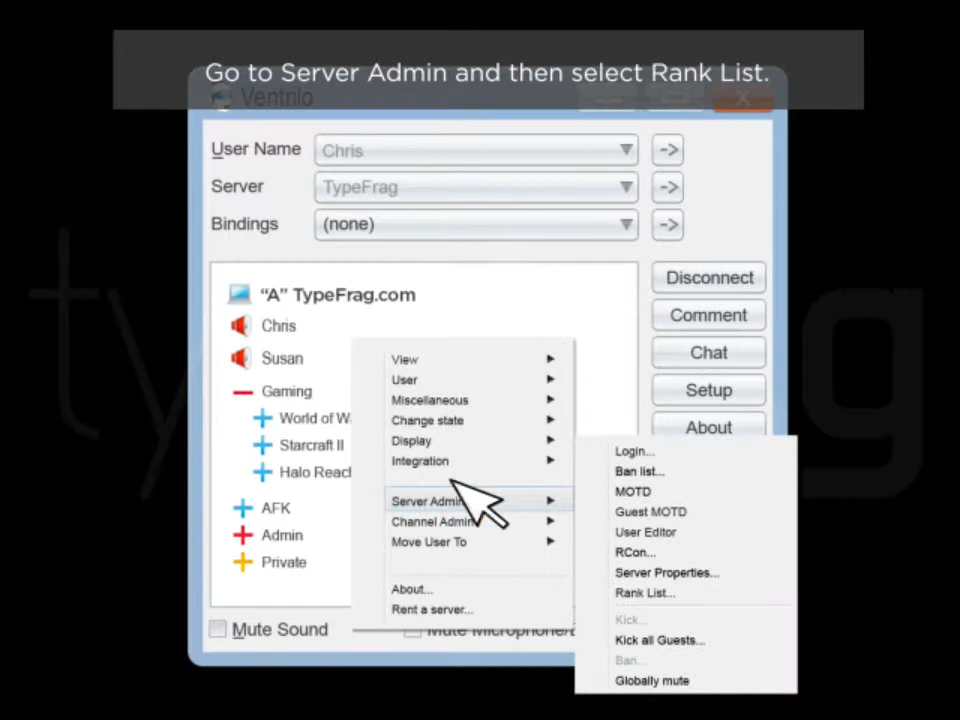 Go to Server Admin and then select Rank List.
Ventrilo
User Name
Chris
->
Server
TypeFrag
->
Bindings
(none)
->
"A" TypeFrag.com
Chris
Susan
Gaming
World of Wa
Starcraft II
Halo Reach
AFK
Admin
Private
Disconnect
Comment
Chat
Setup
About
View
User
Miscellaneous
Change state
Display
Integration
Server Admin
Channel Admin
Move User To
About...
Rent a server...
Login...
Ban list...
MOTD
Guest MOTD
User Editor
RCon...
Server Properties...
Rank List...
Kick...
Kick all Guests...
Ban...
Globally mute
Mute Sound
Mute Microphone/